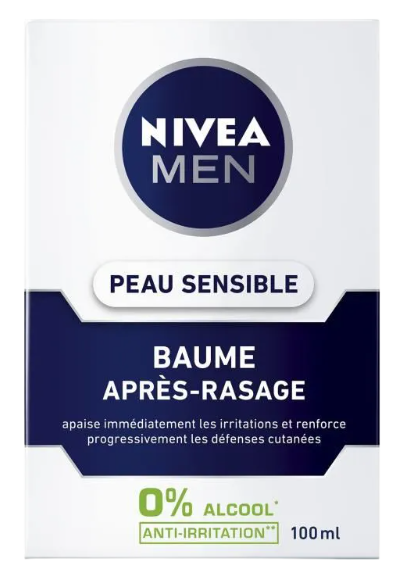 NIVEA
MEN
PEAU SENSIBLE
BAUME
APRÈS-RASAGE
apaise immédiatement les irritations et renforce
progressivement les défenses cutanées
0% ALCOOL*
ANTI-IRRITATION** 100ml